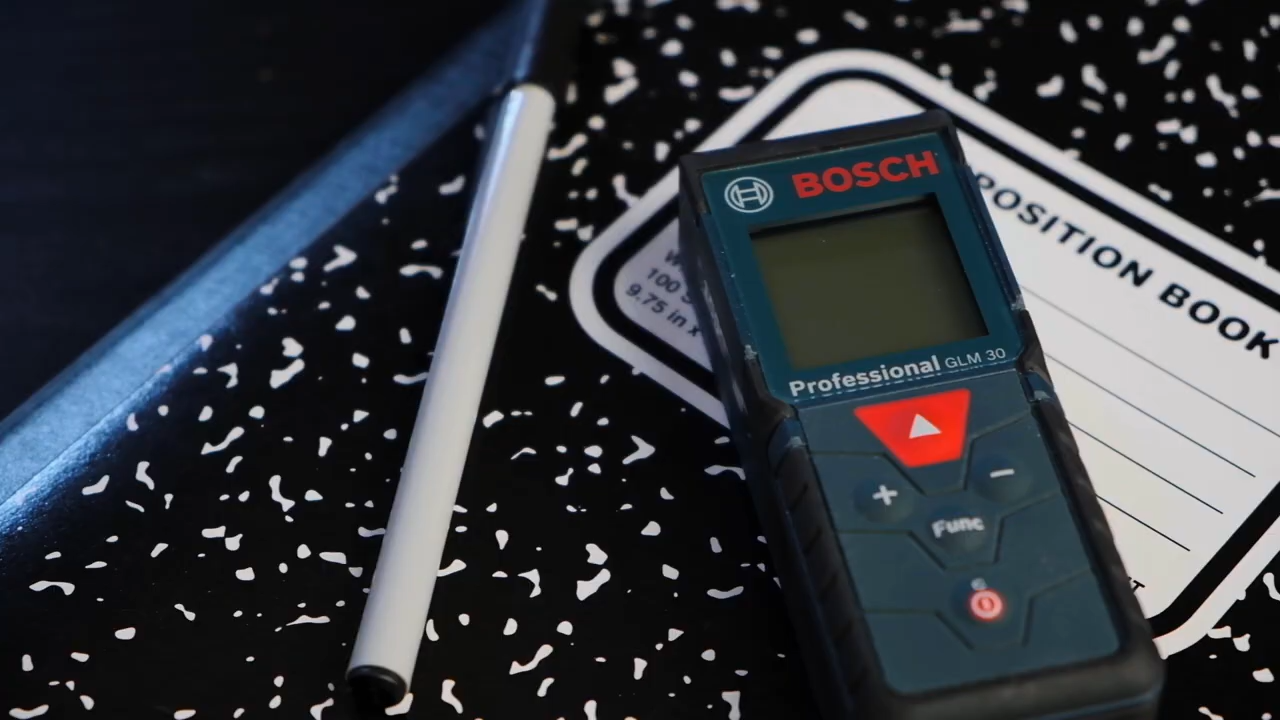 BOSCH
POSITION BOOK
100
9.75 in x
Professional GLM 30
+
−
Func